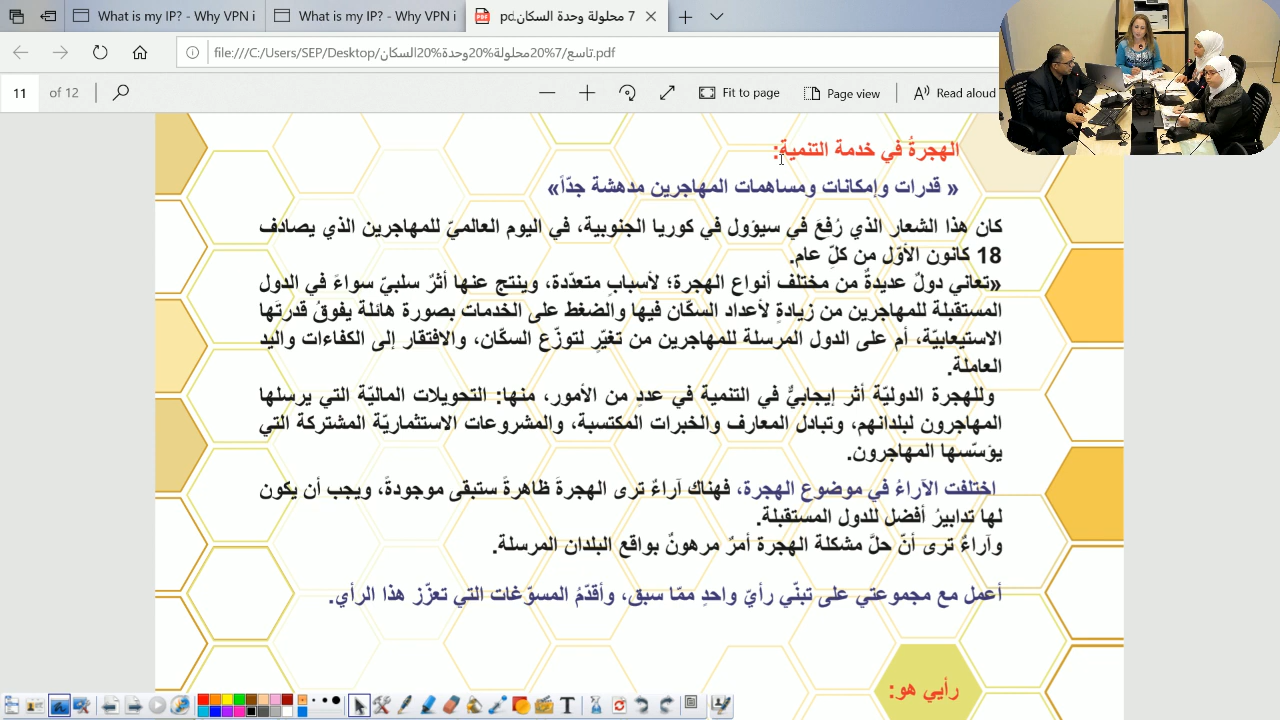 What is my IP? - Why VPN i
What is my IP? - Why VPN i
7 محلولة وحدة السكان.pd
file:///C:/Users/SEP/Desktop/تاسع/7%20محلولة%20وحدة%20السكان.pdf
11 of 12
Fit to page
Page view
Read aloud
الهجرةُ في خدمة التنمية:
« قدرات وإمكانات ومساهمات المهاجرين مدهشة جدّاً»
كان هذا الشعار الذي رُفِعَ في سيؤول في كوريا الجنوبية، في اليوم العالميّ للمهاجرين الذي يصادف
18 كانون الأوّل من كلِّ عام.
«تعاني دولٌ عديدةٌ من مختلف أنواع الهجرة؛ لأسبابٍ متعدّدة، وينتج عنها أثرٌ سلبيّ سواءً في الدول
المستقبلة للمهاجرين من زيادةٍ لأعداد السكّان فيها والضغط على الخدمات بصورة هائلة يفوقُ قدرتَها
الاستيعابيّة، أم على الدول المرسلة للمهاجرين من تغيّرٍ لتوزّع السكّان، والافتقار إلى الكفاءات واليد
العاملة.
وللهجرة الدوليّة أثر إيجابيٌّ في التنمية في عددٍ من الأمور، منها: التحويلات الماليّة التي يرسلها
المهاجرون لبلدانهم، وتبادل المعارف والخبرات المكتسبة، والمشروعات الاستثماريّة المشتركة التي
يؤسّسها المهاجرون.
اختلفت الآراءُ في موضوع الهجرة، فهناك آراءٌ ترى الهجرةَ ظاهرةَ ستبقى موجودةً، ويجب أن يكون
لها تدابيرُ أفضل للدول المستقبلة.
وآراءٌ ترى أنّ حلَّ مشكلة الهجرة أمرٌ مرهونٌ بواقع البلدان المرسلة.
أعمل مع مجموعتي على تبنّي رأيٍ واحدٍ ممّا سبق، وأقدّمُ المسوّغات التي تعزّز هذا الرأي.
رأيي هو: